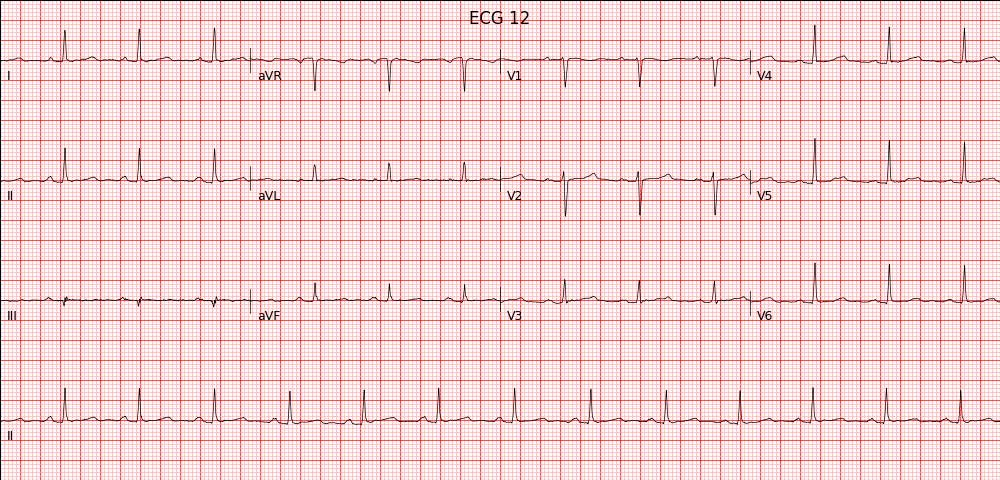 ECG 12
I aVR V1 V4
II aVL V2 V5
III aVF V3 V6
II